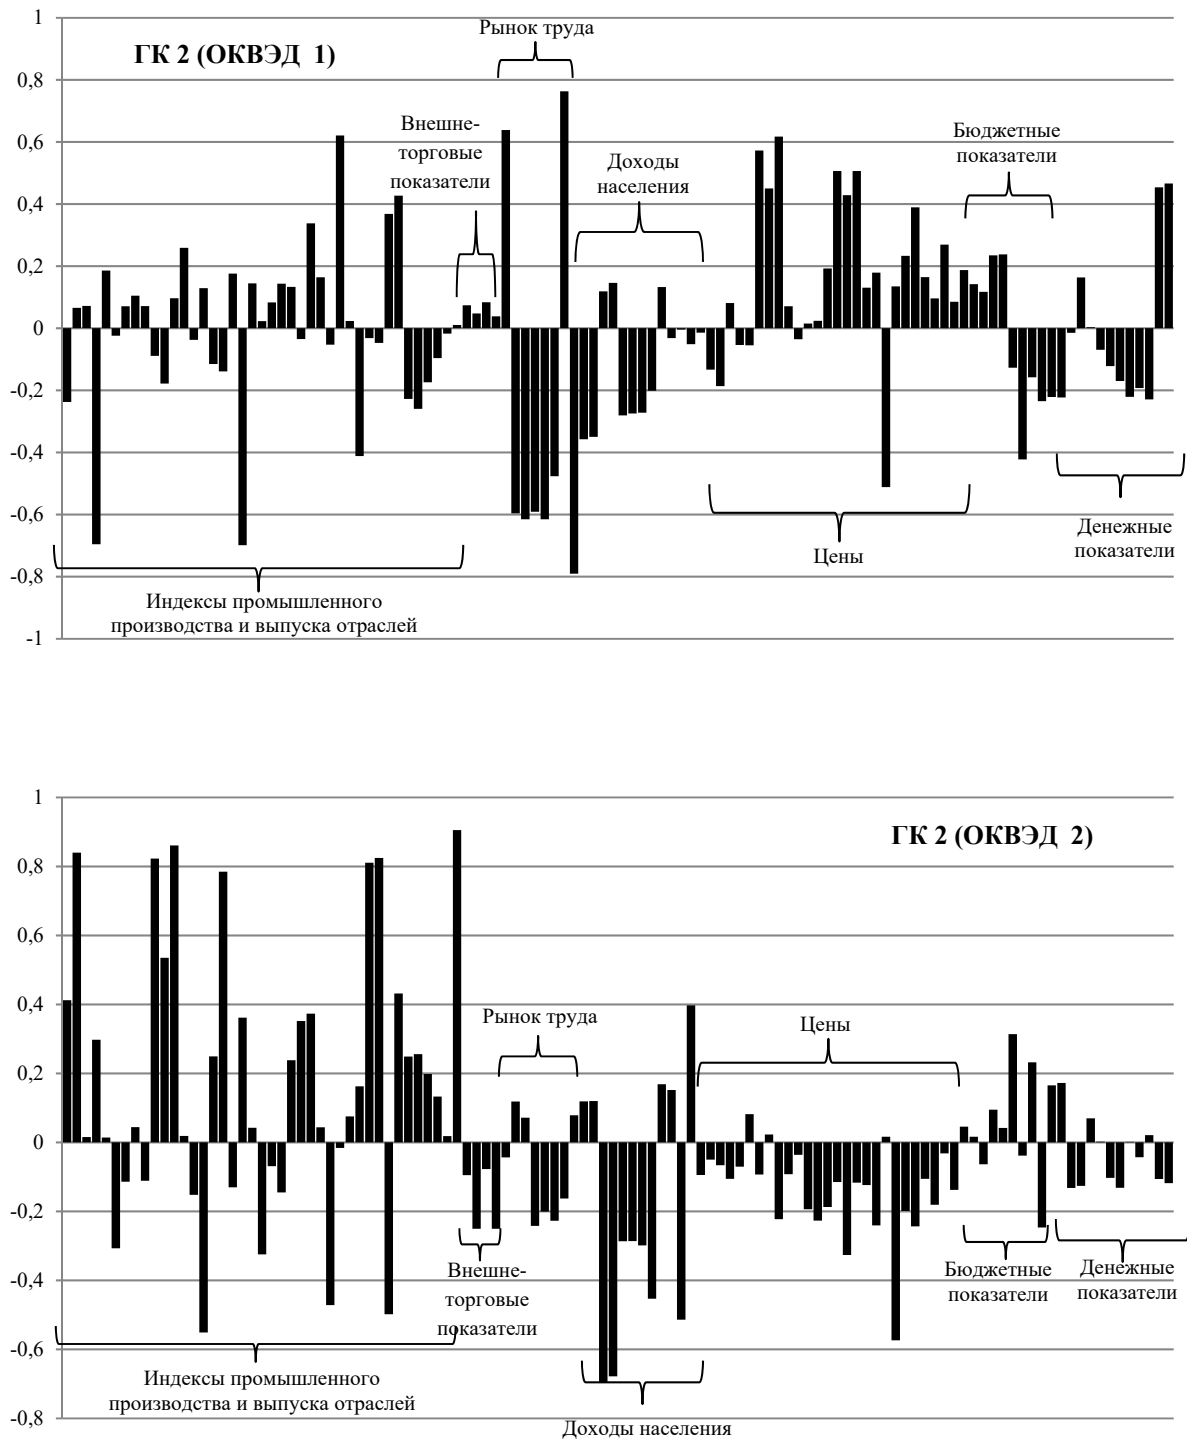 1
Рынок труда
ГК 2 (ОКВЭД 1)
0,8
Внешне-
торговые
показатели
0,6
Бюджетные
показатели
Доходы
населения
0,4
0,2
0
-0,2
-0,4
-0,6
Денежные
показатели
Цены
-0,8
Индексы промышленного
производства и выпуска отраслей
-1
1
ГК 2 (ОКВЭД 2)
0,8
0,6
0,4
Рынок труда
Цены
0,2
0
-0,2
-0,4
Внешне-
торговые
показатели
Бюджетные
показатели
Денежные
показатели
-0,6
Индексы промышленного
производства и выпуска отраслей
-0,8
Доходы населения